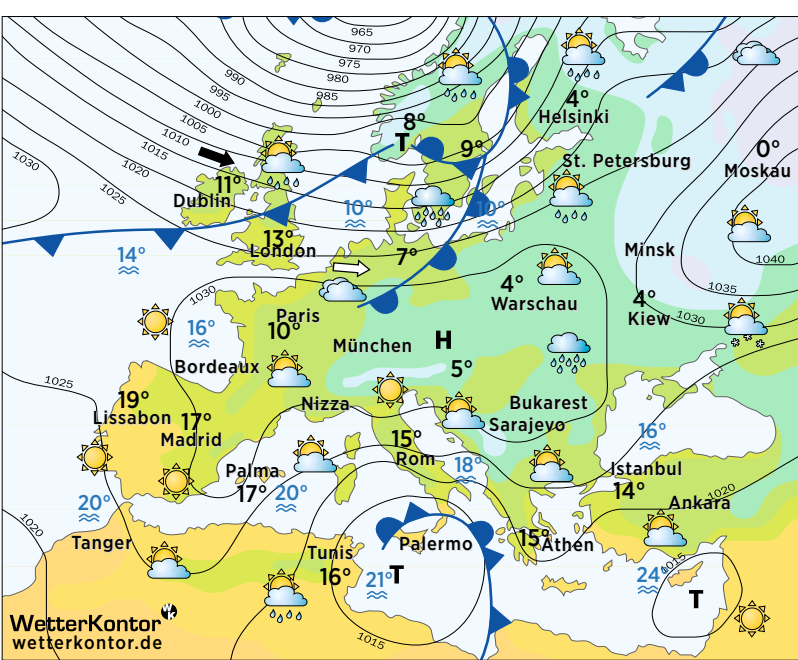 965
970
975
980
985
990
995
1000
1005
1010
1015
1020
1025
1030
8°
T
4°
Helsinki
9°
0°
Moskau
St. Petersburg
11°
Dublin
10°
10°
13°
London
14°
7°
Minsk
1040
1035
1030
4°
Warschau
4°
Kiew
1030
16°
Paris
10°
München
H
5°
Bordeaux
1025
19°
Lissabon
17°
Madrid
Nizza
Bukarest
Sarajevo
15°
Rom
16°
18°
Istanbul
14°
Palma
17°
20°
20°
1020
Ankara
1020
Tanger
Tunis
16°
Palermo
21°
T
15°
Athen
24°
1015
T
1015
WetterKontor
wk
wetterkontor.de